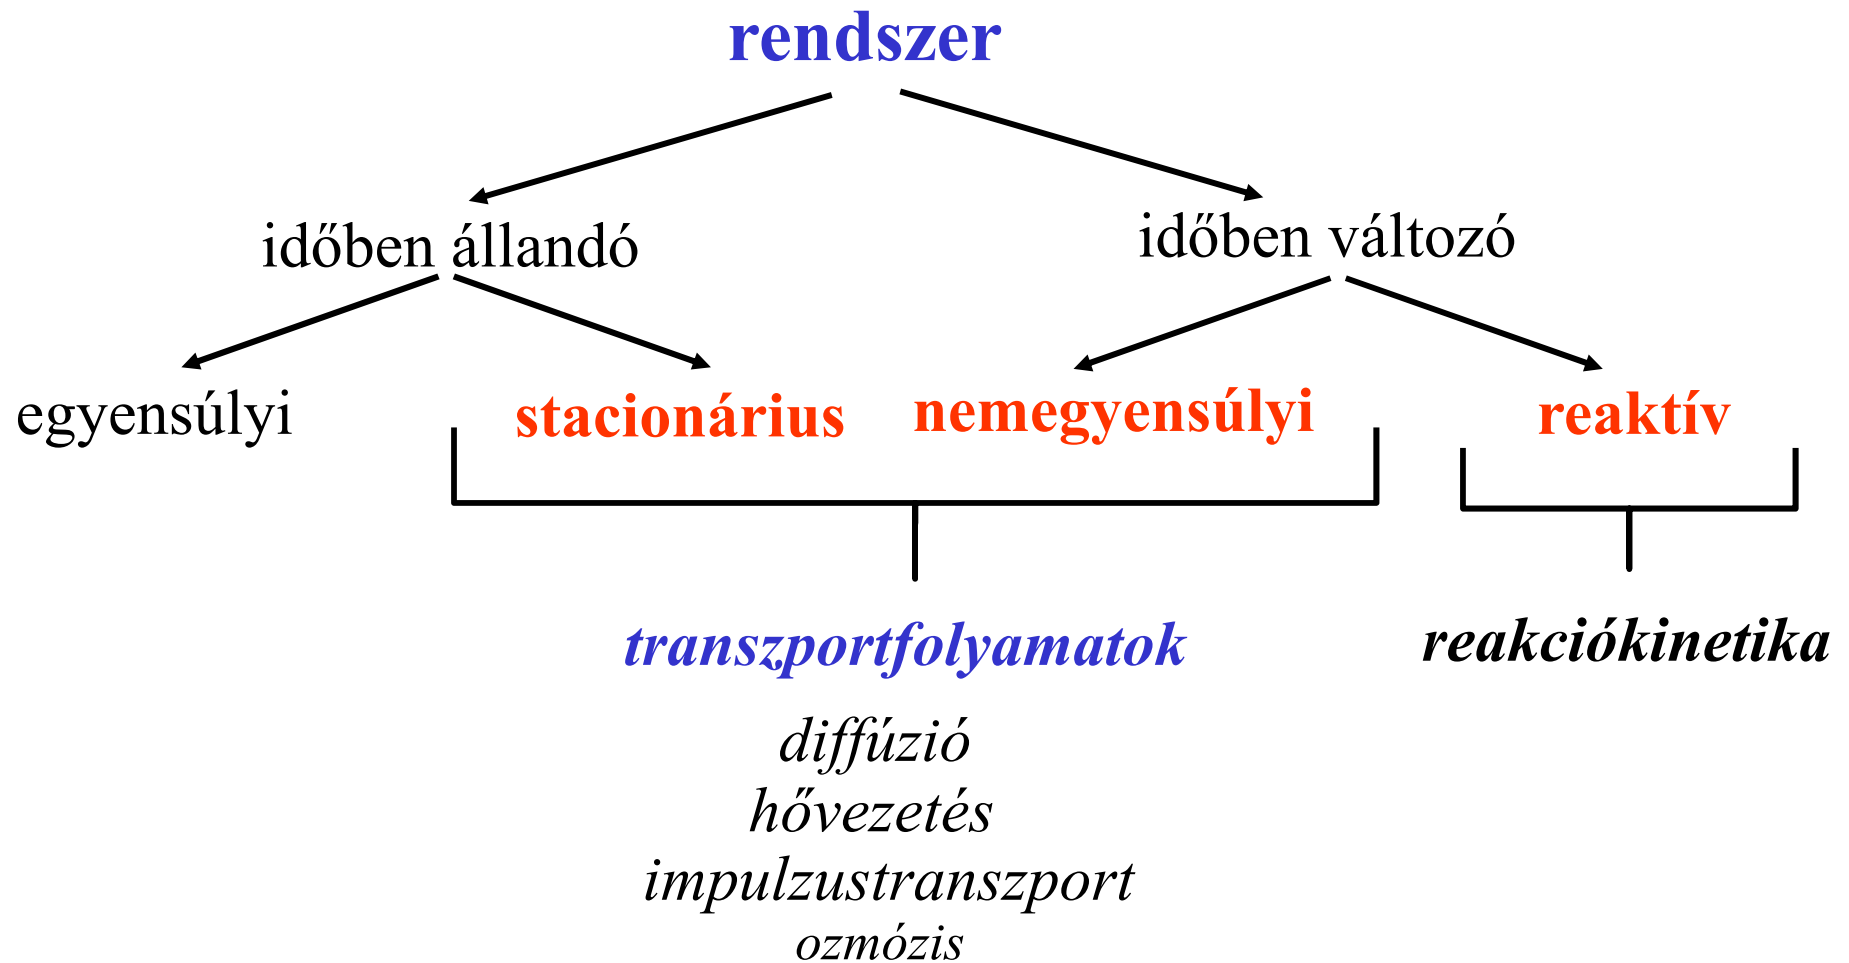 rendszer
időben állandó
időben változó
egyensúlyi
stacionárius
nemegyensúlyi
reaktív
transzportfolyamatok
reakciókinetika
diffúzió
hővezetés
impulzustranszport
ozmózis